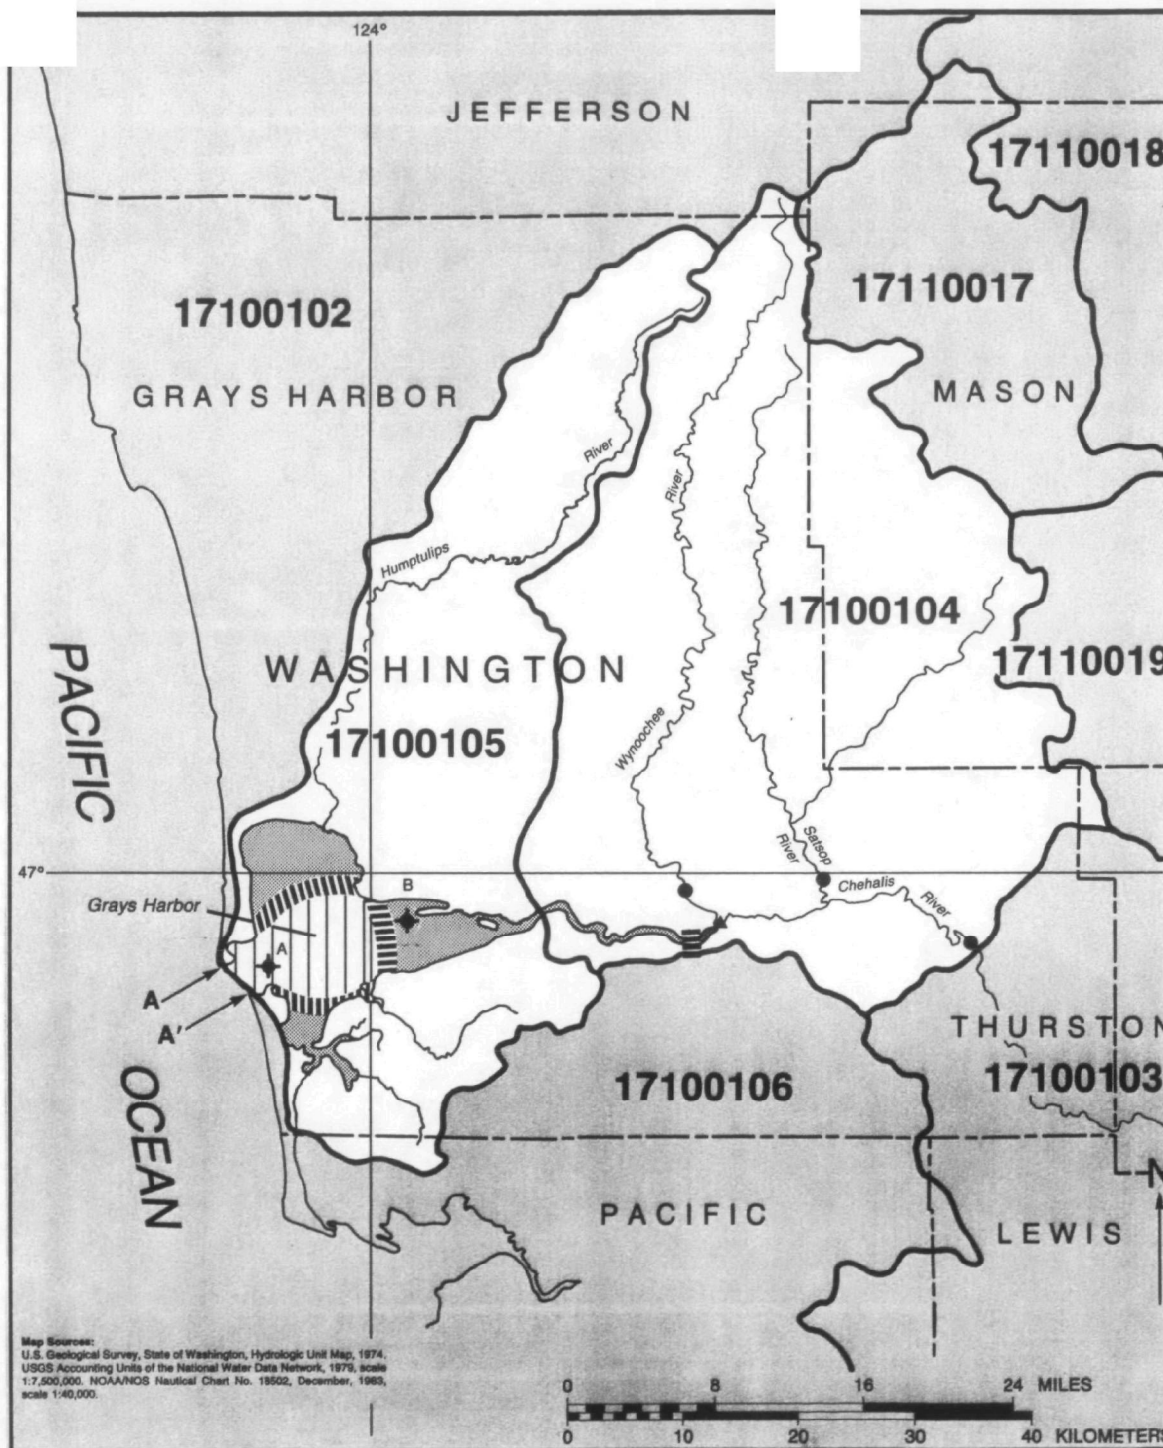 124°
JEFFERSON
17110018
17110017
17100102
MASON
GRAYS HARBOR
River
River
Humptulips
17100104
PACIFIC
WASHINGTON
17110019
17100105
Wynoochee
Satsop
River
47°
B
Chehalis
River
Grays Harbor
A
A
A'
THURSTON
17100103
17100106
OCEAN
N
PACIFIC
LEWIS
Map Sources:
U.S. Geological Survey, State of Washington, Hydrologic Unit Map, 1974.
USGS Accounting Units of the National Water Data Network, 1979, scale
1:7,500,000. NOAA/NOS Nautical Chart No. 18502, December, 1983,
scale 1:40,000.
0 8 16 24 MILES
0 10 20 30 40 KILOMETERS